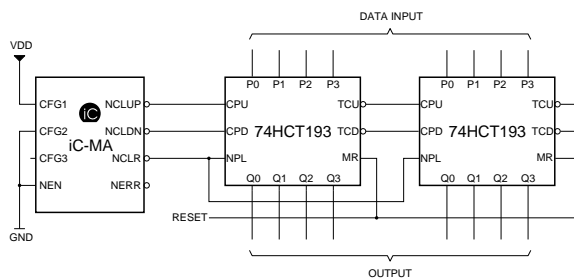 DATA INPUT
VDD
P0 P1 P2 P3
P0 P1 P2 P3
CFG1 NCLUP CPU TCU CPU TCU
iC
CFG2 NCLDN CPD 74HCT193 TCD CPD 74HCT193 TCD
iC-MA
CFG3 NCLR NPL MR NPL MR
NEN NERR Q0 Q1 Q2 Q3 Q0 Q1 Q2 Q3
RESET
GND
OUTPUT